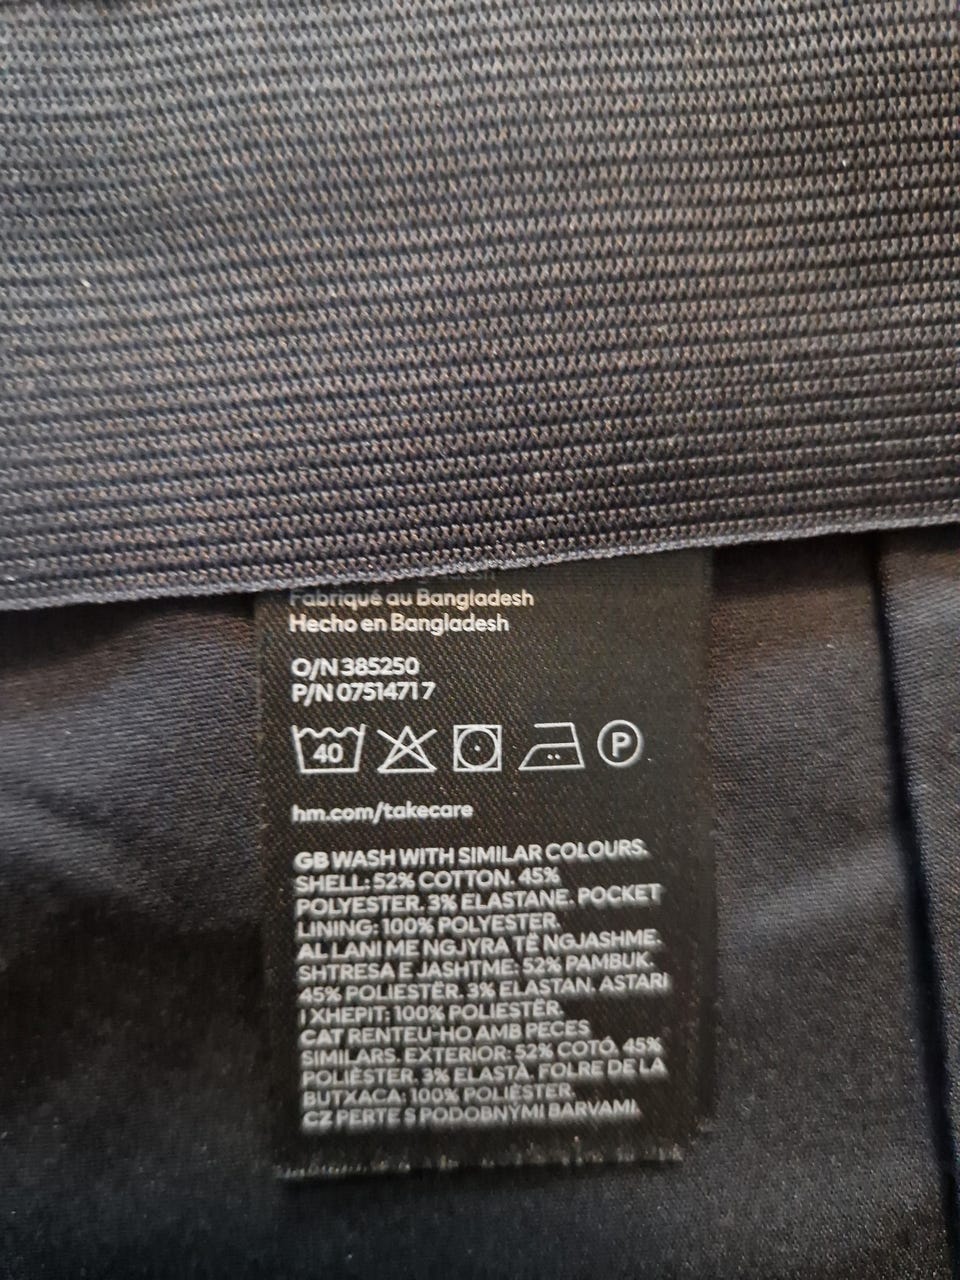 Fabriqué au Bangladesh
Hecho en Bangladesh
O/N 385250
P/N 07514717
40 P
hm.com/takecare
GB WASH WITH SIMILAR COLOURS.
SHELL: 52% COTTON. 45%
POLYESTER. 3% ELASTANE. POCKET
LINING: 100% POLYESTER.
AL LANI ME NGJYRA TË NGJASHME.
SHTRESA E JASHTME: 52% PAMBUK.
45% POLIESTËR. 3% ELASTAN. ASTARI
I XHEPIT: 100% POLIESTËR.
CAT RENTEU-HO AMB PECES
SIMILARS. EXTERIOR: 52% COTÓ. 45%
POLIÈSTER. 3% ELASTÀ. FOLRE DE LA
BUTXACA: 100% POLIÈSTER.
CZ PERTE S PODOBNÝMI BARVAMI.